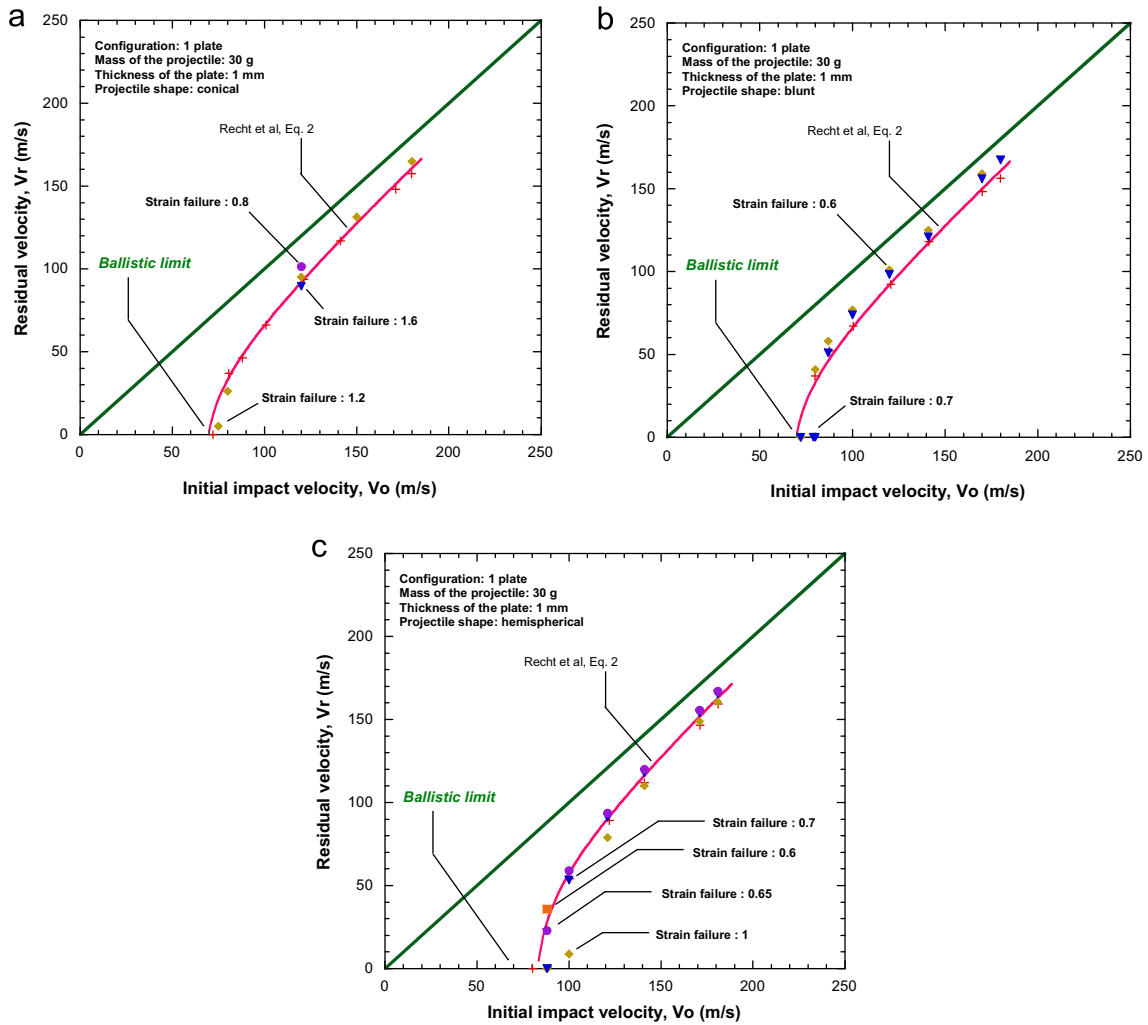 a
250
200
150
100
50
0
Residual velocity, Vr (m/s)
Configuration: 1 plate
Mass of the projectile: 30 g
Thickness of the plate: 1 mm
Projectile shape: conical
Recht et al, Eq. 2
Strain failure : 0.8
Ballistic limit
Strain failure : 1.6
Strain failure : 1.2
0 50 100 150 200 250
Initial impact velocity, Vo (m/s)
b
250
200
150
100
50
0
Residual velocity, Vr (m/s)
Configuration: 1 plate
Mass of the projectile: 30 g
Thickness of the plate: 1 mm
Projectile shape: blunt
Recht et al, Eq. 2
Strain failure : 0.6
Ballistic limit
Strain failure : 0.7
0 50 100 150 200 250
Initial impact velocity, Vo (m/s)
c
250
200
150
100
50
0
Residual velocity, Vr (m/s)
Configuration: 1 plate
Mass of the projectile: 30 g
Thickness of the plate: 1 mm
Projectile shape: hemispherical
Recht et al, Eq. 2
Ballistic limit
Strain failure : 0.7
Strain failure : 0.6
Strain failure : 0.65
Strain failure : 1
0 50 100 150 200 250
Initial impact velocity, Vo (m/s)